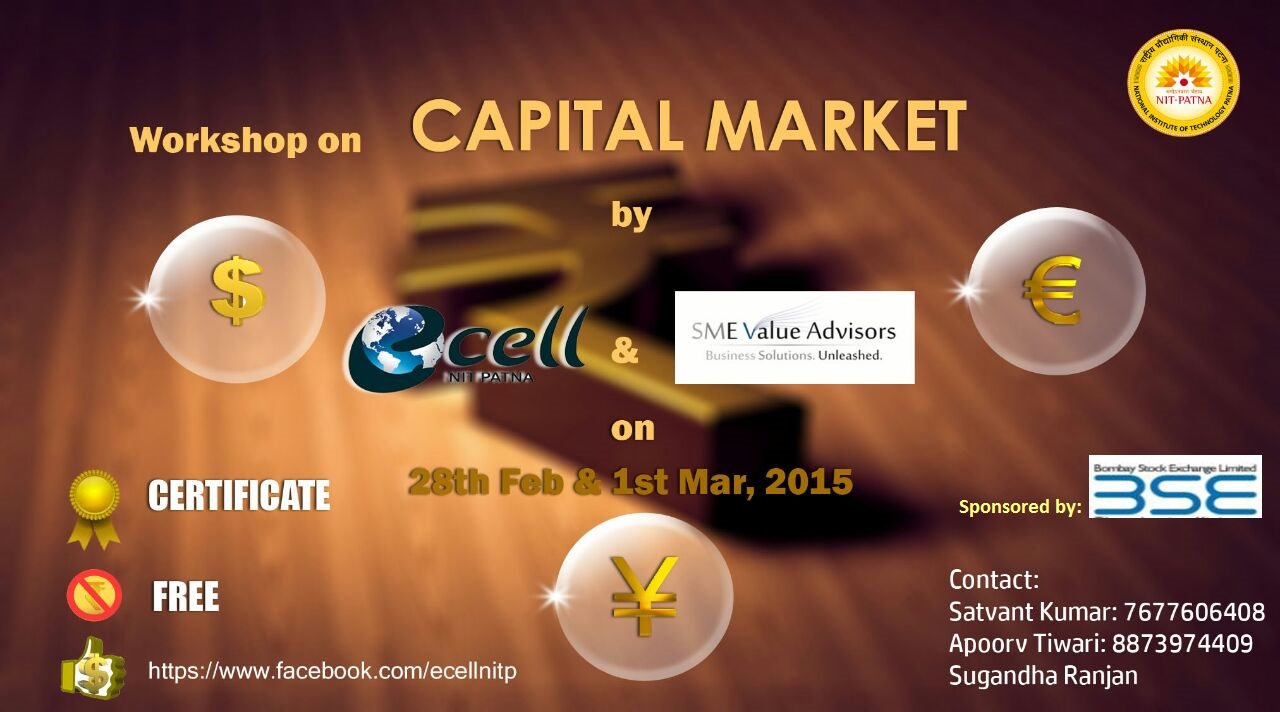 राष्ट्रीय प्रौद्योगिकी संस्थान पटना
NIT-PATNA
NATIONAL INSTITUTE OF TECHNOLOGY PATNA
Workshop on CAPITAL MARKET
by
$
€
ecell
NIT PATNA
&
SME Value Advisors
Business Solutions. Unleashed.
on
28th Feb & 1st Mar, 2015
CERTIFICATE
Sponsored by:
Bombay Stock Exchange Limited
BSE
FREE
¥
Contact:
Satvant Kumar: 7677606408
Apoorv Tiwari: 8873974409
Sugandha Ranjan
$
https://www.facebook.com/ecellnitp